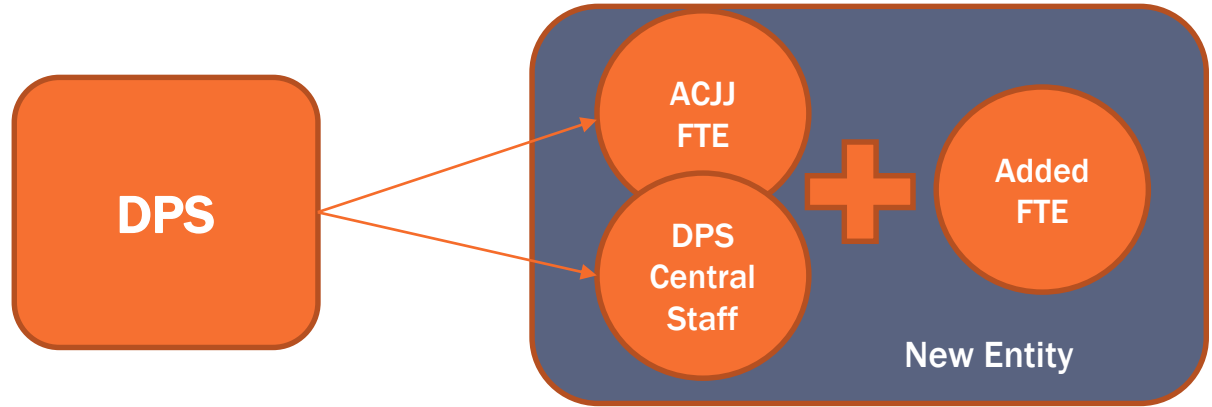 DPS
ACJJ
FTE
DPS
Central
Staff
Added
FTE
New Entity